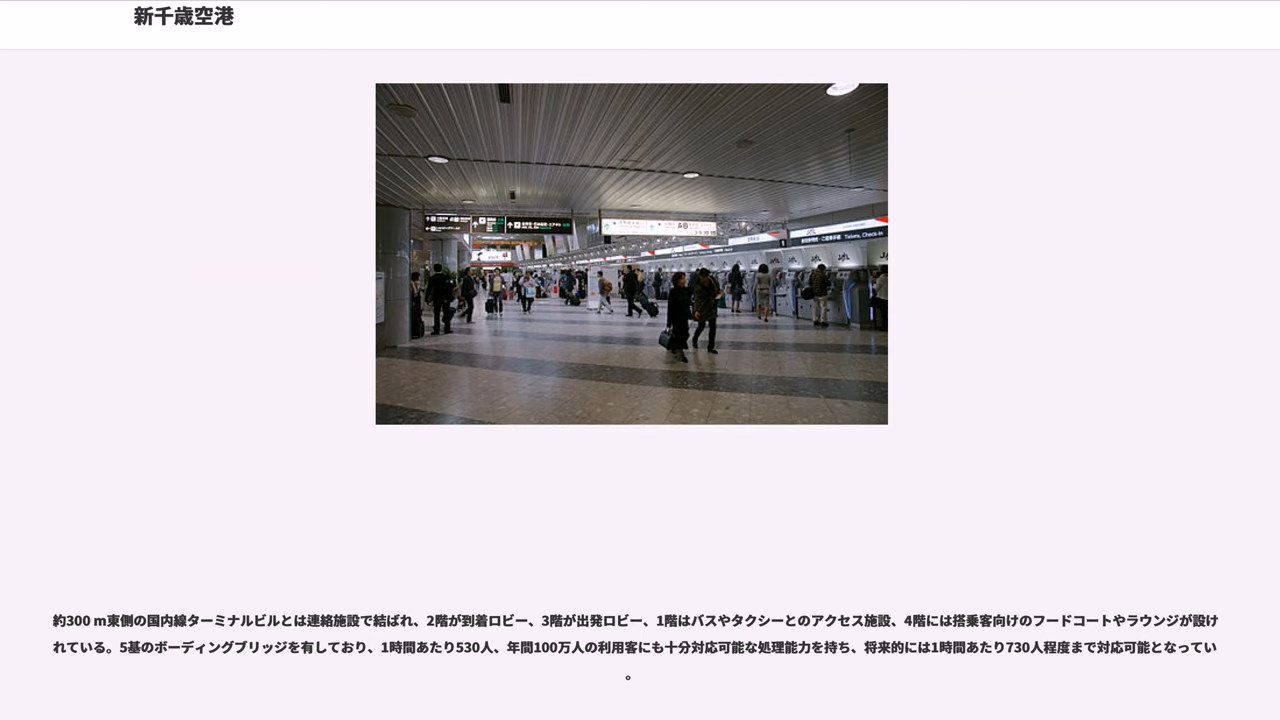 新千歳空港
AB
JAL
Tickets, Check-in
約300 m東側の国内線ターミナルビルとは連絡施設で結ばれ、2階が到着ロビー、3階が出発ロビー、1階はバスやタクシーとのアクセス施設、4階には搭乗客向けのフードコートやラウンジが設け
れている。5基のボーディングブリッジを有しており、1時間あたり530人、年間100万人の利用客にも十分対応可能な処理能力を持ち、将来的には1時間あたり730人程度まで対応可能となってい
。